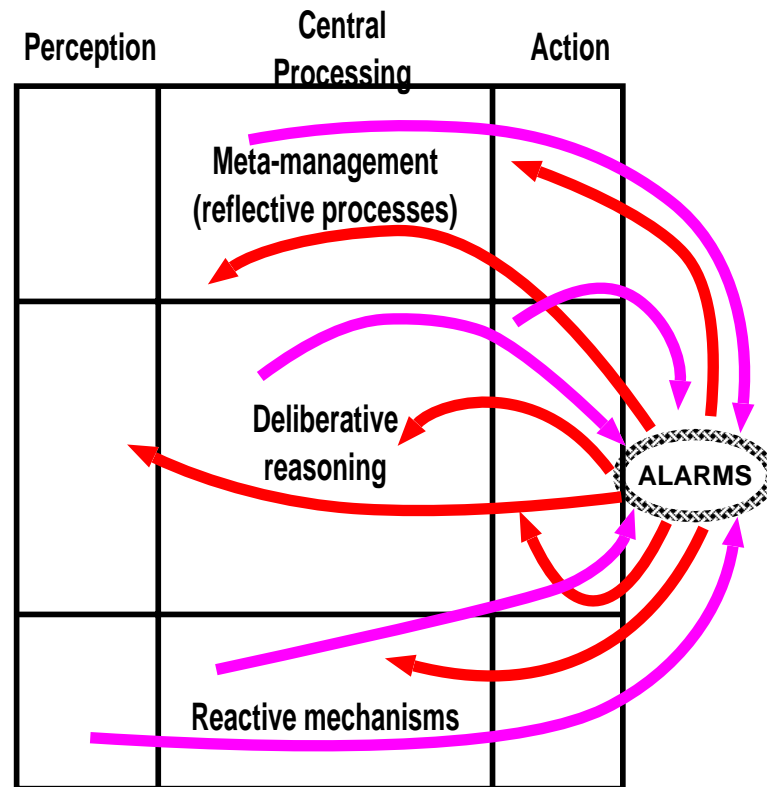 Perception
Central
Processing
Action
Meta-management
(reflective processes)
Deliberative
reasoning
ALARMS
Reactive mechanisms